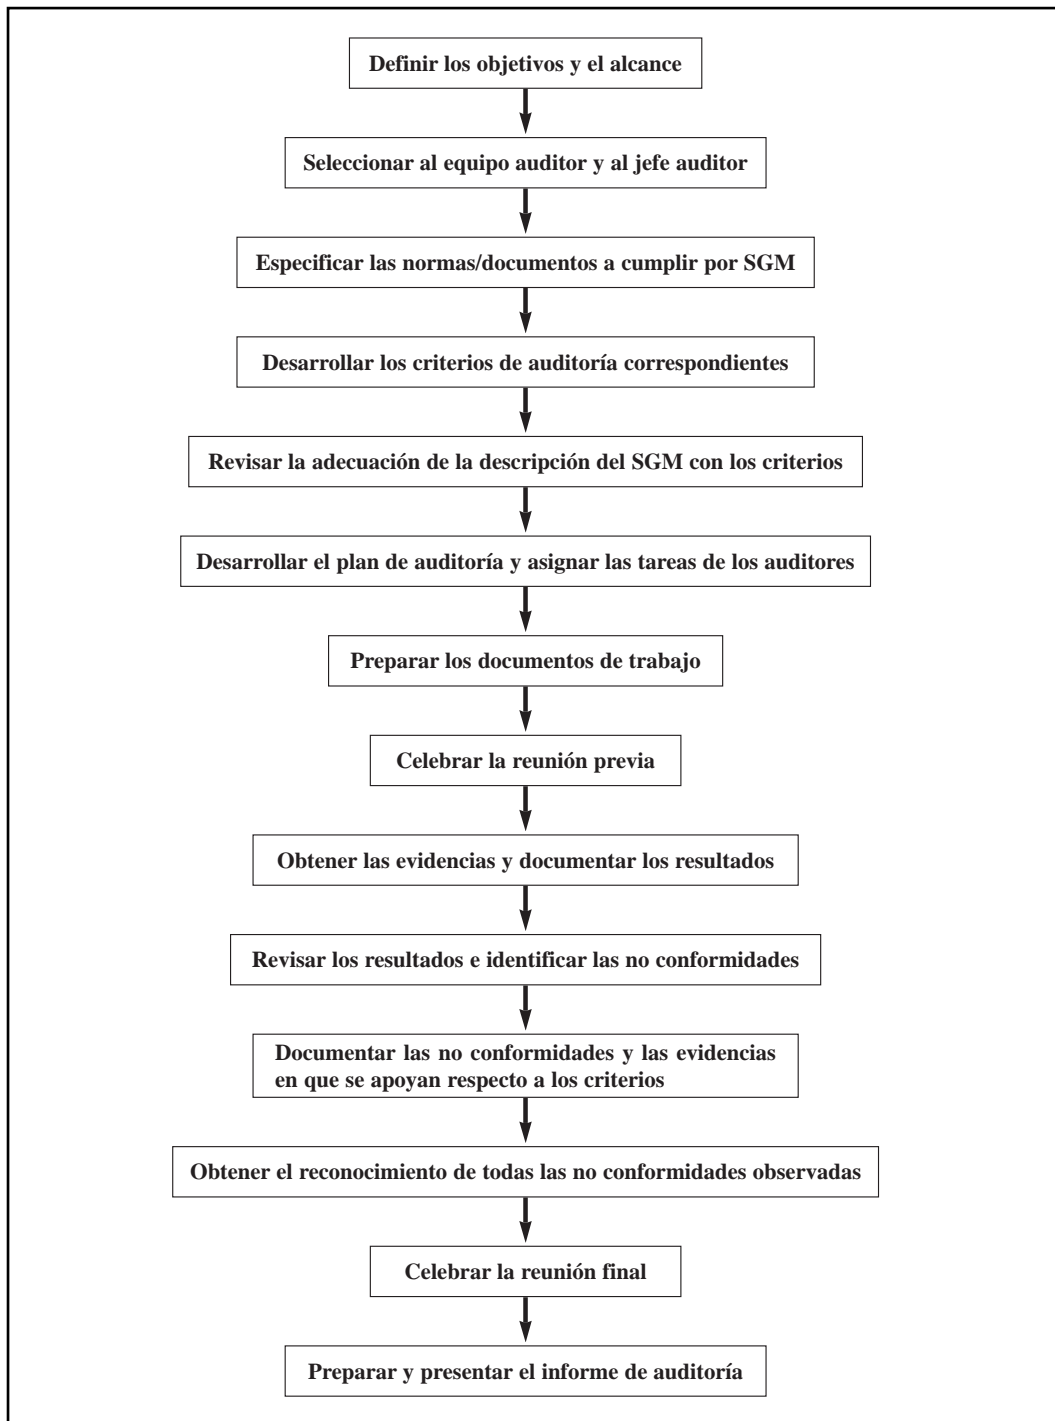 Definir los objetivos y el alcance
Seleccionar al equipo auditor y al jefe auditor
Especificar las normas/documentos a cumplir por SGM
Desarrollar los criterios de auditoría correspondientes
Revisar la adecuación de la descripción del SGM con los criterios
Desarrollar el plan de auditoría y asignar las tareas de los auditores
Preparar los documentos de trabajo
Celebrar la reunión previa
Obtener las evidencias y documentar los resultados
Revisar los resultados e identificar las no conformidades
Documentar las no conformidades y las evidencias
en que se apoyan respecto a los criterios
Obtener el reconocimiento de todas las no conformidades observadas
Celebrar la reunión final
Preparar y presentar el informe de auditoría